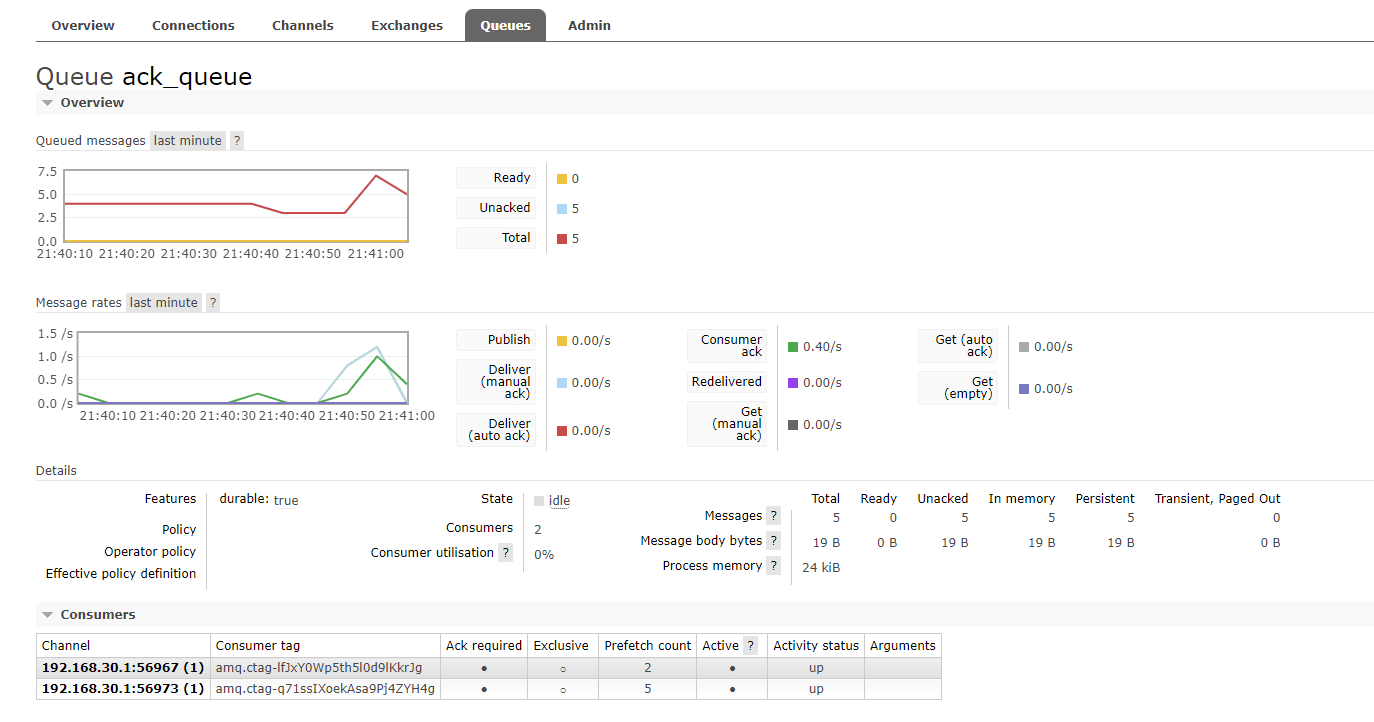 Overview Connections Channels Exchanges Queues Admin
Queue ack_queue
Overview
Queued messages last minute ?
7.5
5.0
2.5
0.0
21:40:10 21:40:20 21:40:30 21:40:40 21:40:50 21:41:00
Ready 0
Unacked 5
Total 5
Message rates last minute ?
1.5 /s
1.0 /s
0.5 /s
0.0 /s
21:40:10 21:40:20 21:40:30 21:40:40 21:40:50 21:41:00
Publish 0.00/s
Deliver
(manual
ack) 0.00/s
Deliver
(auto ack) 0.00/s
Consumer
ack 0.40/s
Redelivered 0.00/s
Get
(manual
ack) 0.00/s
Get (auto
ack) 0.00/s
Get
(empty) 0.00/s
Details
Features durable: true
Policy
Operator policy
Effective policy definition
State idle
Consumers 2
Consumer utilisation ? 0%
Total Ready Unacked In memory Persistent Transient, Paged Out
Messages ? 5 0 5 5 5 0
Message body bytes ? 19 B 0 B 19 B 19 B 19 B 0 B
Process memory ? 24 kiB
Consumers
Channel Consumer tag Ack required Exclusive Prefetch count Active ? Activity status Arguments
192.168.30.1:56967 (1) amq.ctag-lfJxY0Wp5th5l0d9lKkrJg ● ○ 2 ● up
192.168.30.1:56973 (1) amq.ctag-q71ssIXoekAsa9Pj4ZYH4g ● ○ 5 ● up